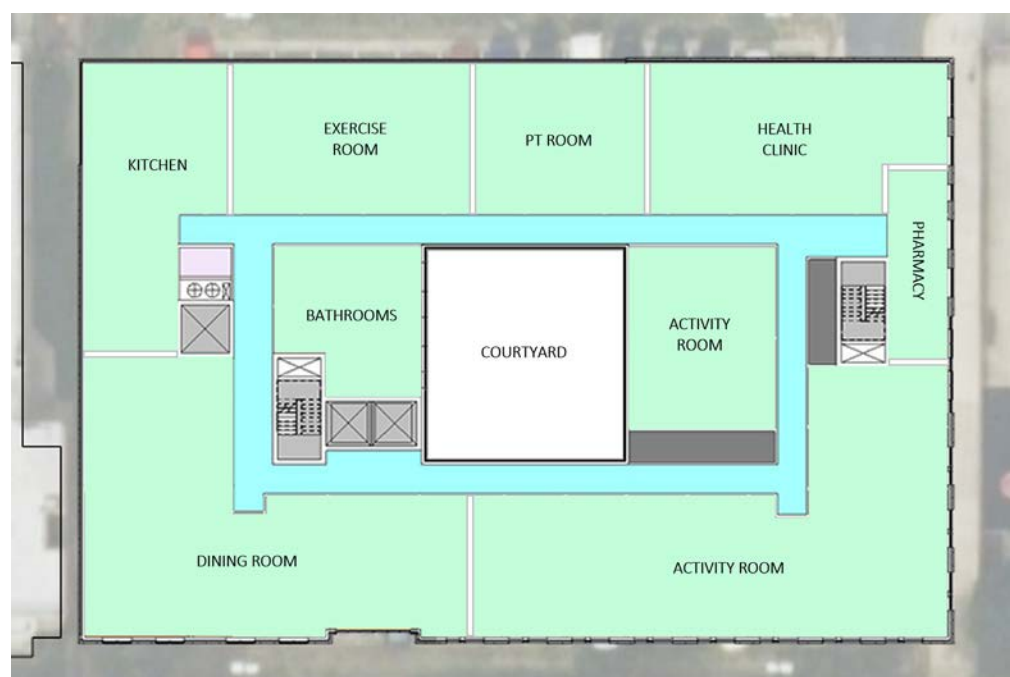 EXERCISE
ROOM
PT ROOM
HEALTH
CLINIC
KITCHEN
PHARMACY
BATHROOMS
COURTYARD
ACTIVITY
ROOM
DINING ROOM
ACTIVITY ROOM